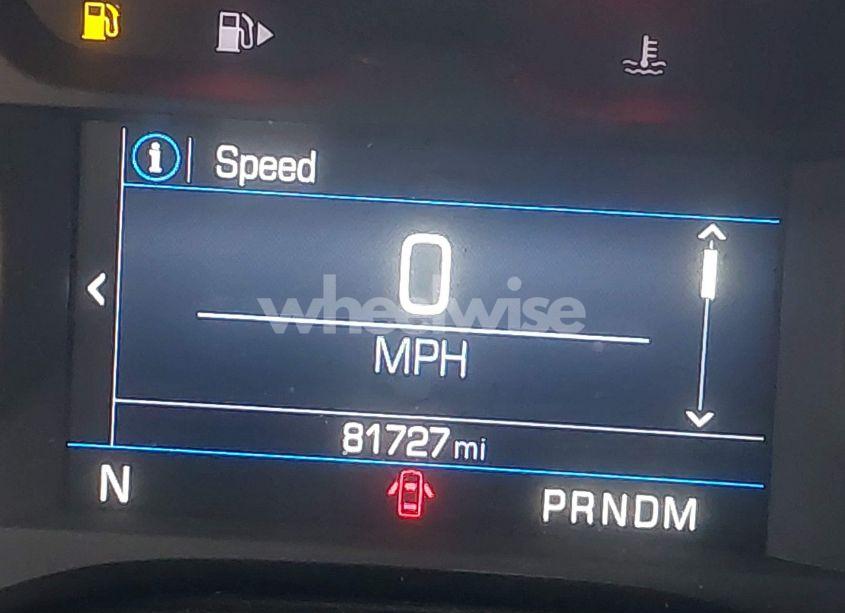 Speed
0
wheelwise
MPH
81727 mi
N
PRNDM